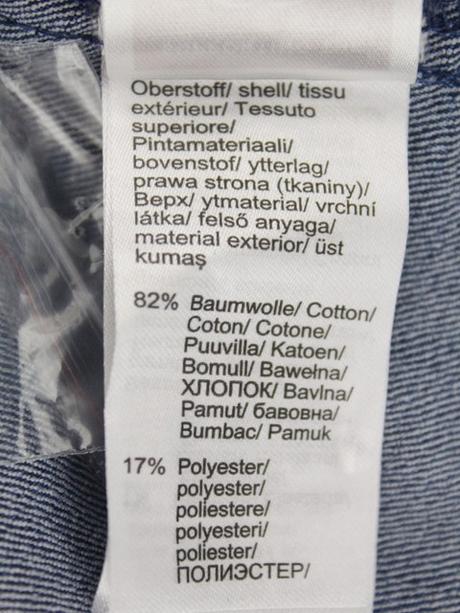 Oberstoff/ shell/ tissu
extérieur/ Tessuto
superiore/
Pintamateriaali/
bovenstof/ ytterlag/
prawa strona (tkaniny)/
Верх/ ytmaterial/ vrchní
látka/ felső anyaga/
material exterior/ üst
kumaş
82% Baumwolle/ Cotton/
Coton/ Cotone/
Puuvilla/ Katoen/
Bomull/ Bawełna/
ХЛОПОК/ Bavlna/
Pamut/ бавовна/
Bumbac/ Pamuk
17% Polyester/
polyester/
poliestere/
polyesteri/
poliester/
ПОЛИЭСТЕР/